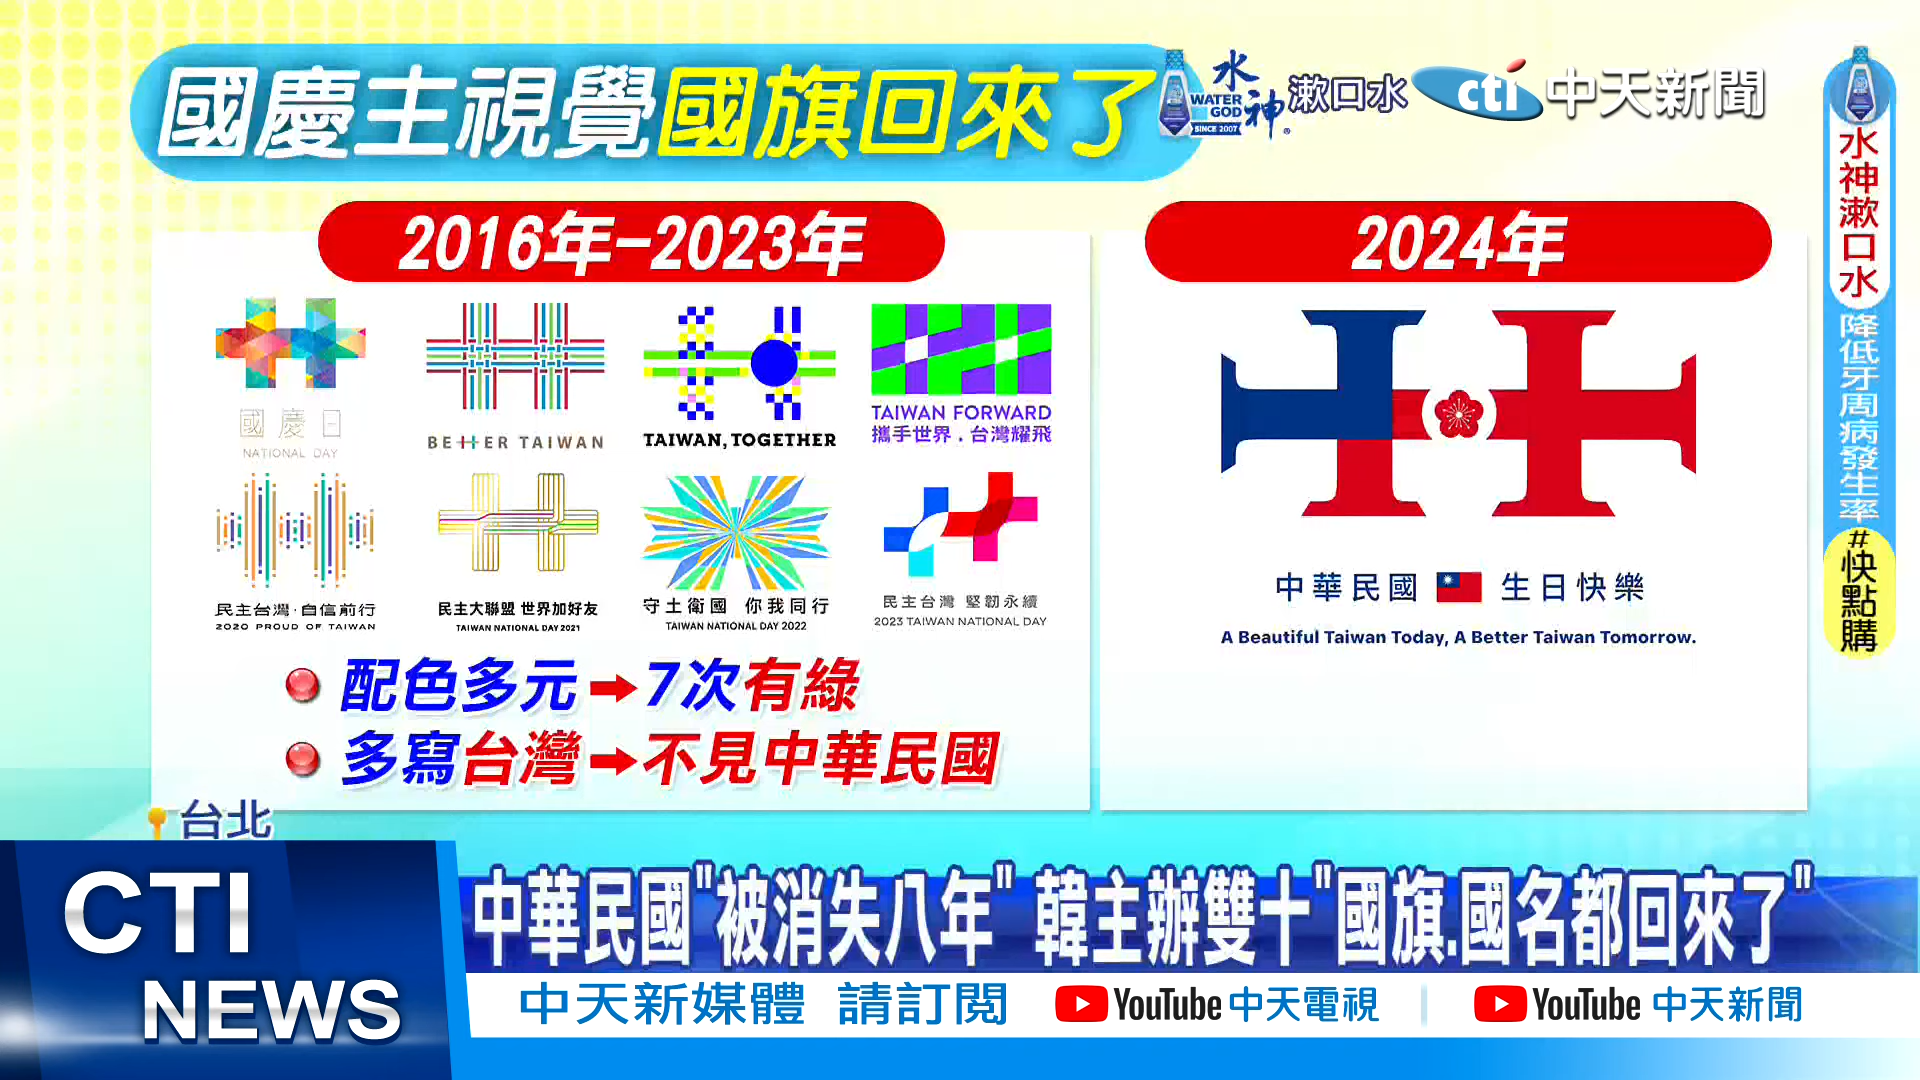 國慶主視覺國旗回來了
水神
WATER GOD
SINCE 2007
漱口水
cti 中天新聞
2016年-2023年
國慶日
NATIONAL DAY
BETTER TAIWAN
TAIWAN, TOGETHER
TAIWAN FORWARD
攜手世界．台灣耀飛
民主台灣·自信前行
2020 PROUD OF TAIWAN
民主大聯盟 世界加好友
TAIWAN NATIONAL DAY 2021
守土衛國 你我同行
TAIWAN NATIONAL DAY 2022
民主台灣 堅韌永續
2023 TAIWAN NATIONAL DAY
配色多元→7次有綠
多寫台灣→不見中華民國
2024年
中華民國 生日快樂
A Beautiful Taiwan Today, A Better Taiwan Tomorrow.
水神漱口水
降低牙周病發生率
#快點購
台北
CTI NEWS
中華民國"被消失八年" 韓主辦雙十"國旗.國名都回來了"
中天新媒體 請訂閱 YouTube 中天電視 | YouTube 中天新聞